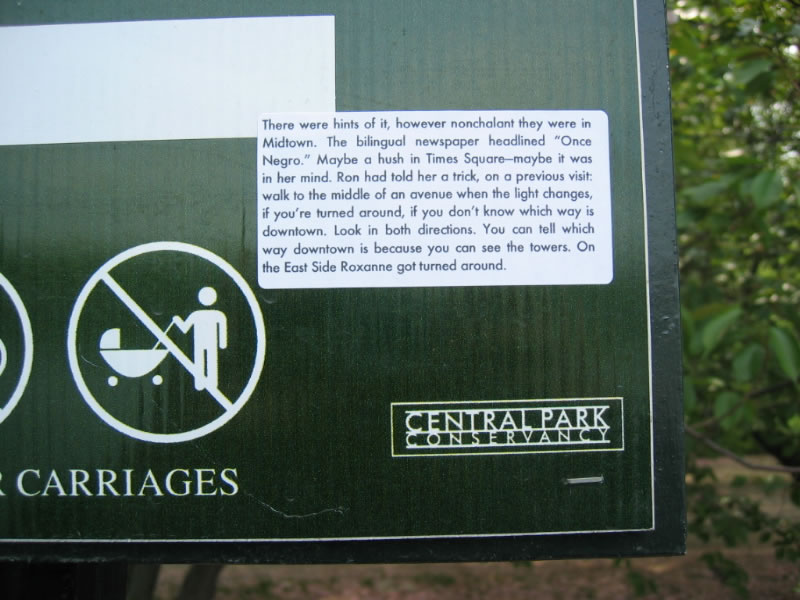 There were hints of it, however nonchalant they were in
Midtown. The bilingual newspaper headlined “Once
Negro.” Maybe a hush in Times Square—maybe it was
in her mind. Ron had told her a trick, on a previous visit:
walk to the middle of an avenue when the light changes,
if you’re turned around, if you don’t know which way is
downtown. Look in both directions. You can tell which
way downtown is because you can see the towers. On
the East Side Roxanne got turned around.
CENTRAL PARK
CONSERVANCY
R CARRIAGES